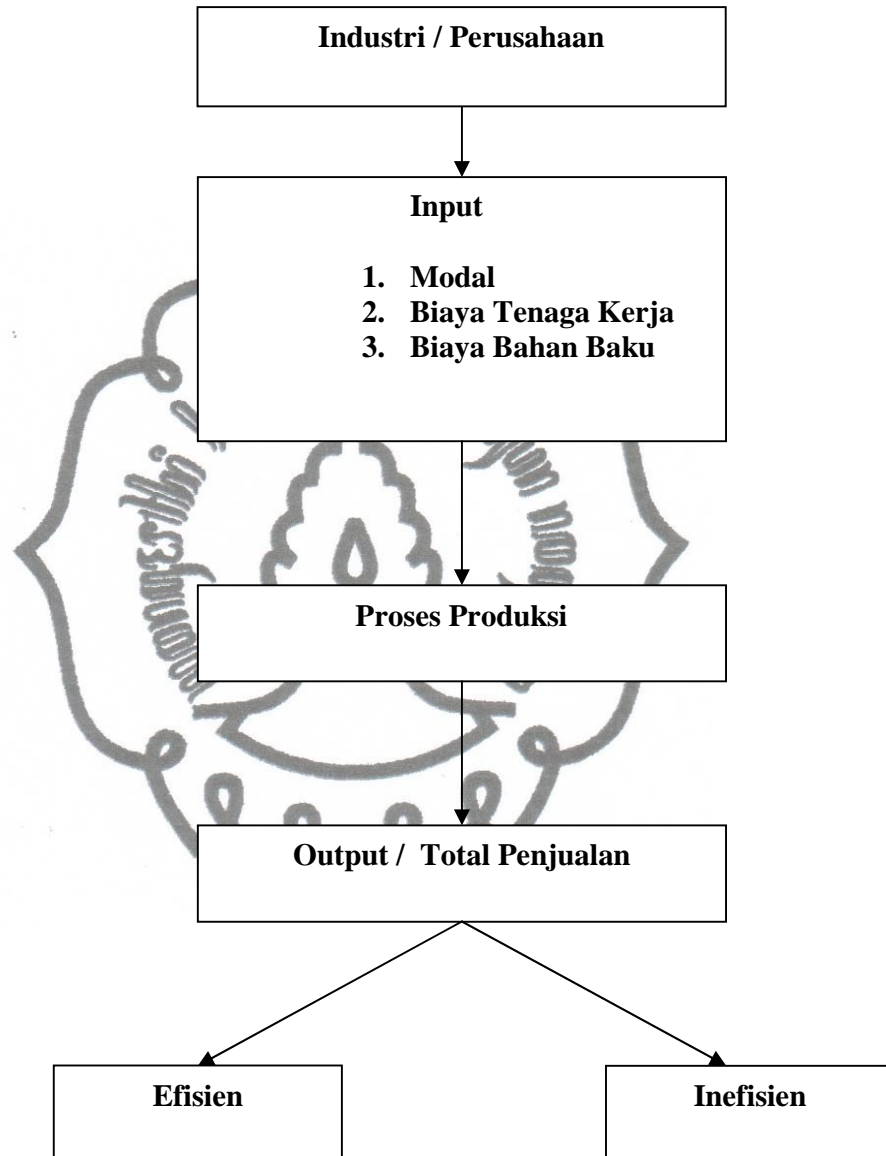 Industri / Perusahaan
Input
1. Modal
2. Biaya Tenaga Kerja
3. Biaya Bahan Baku
Proses Produksi
Output / Total Penjualan
Efisien
Inefisien